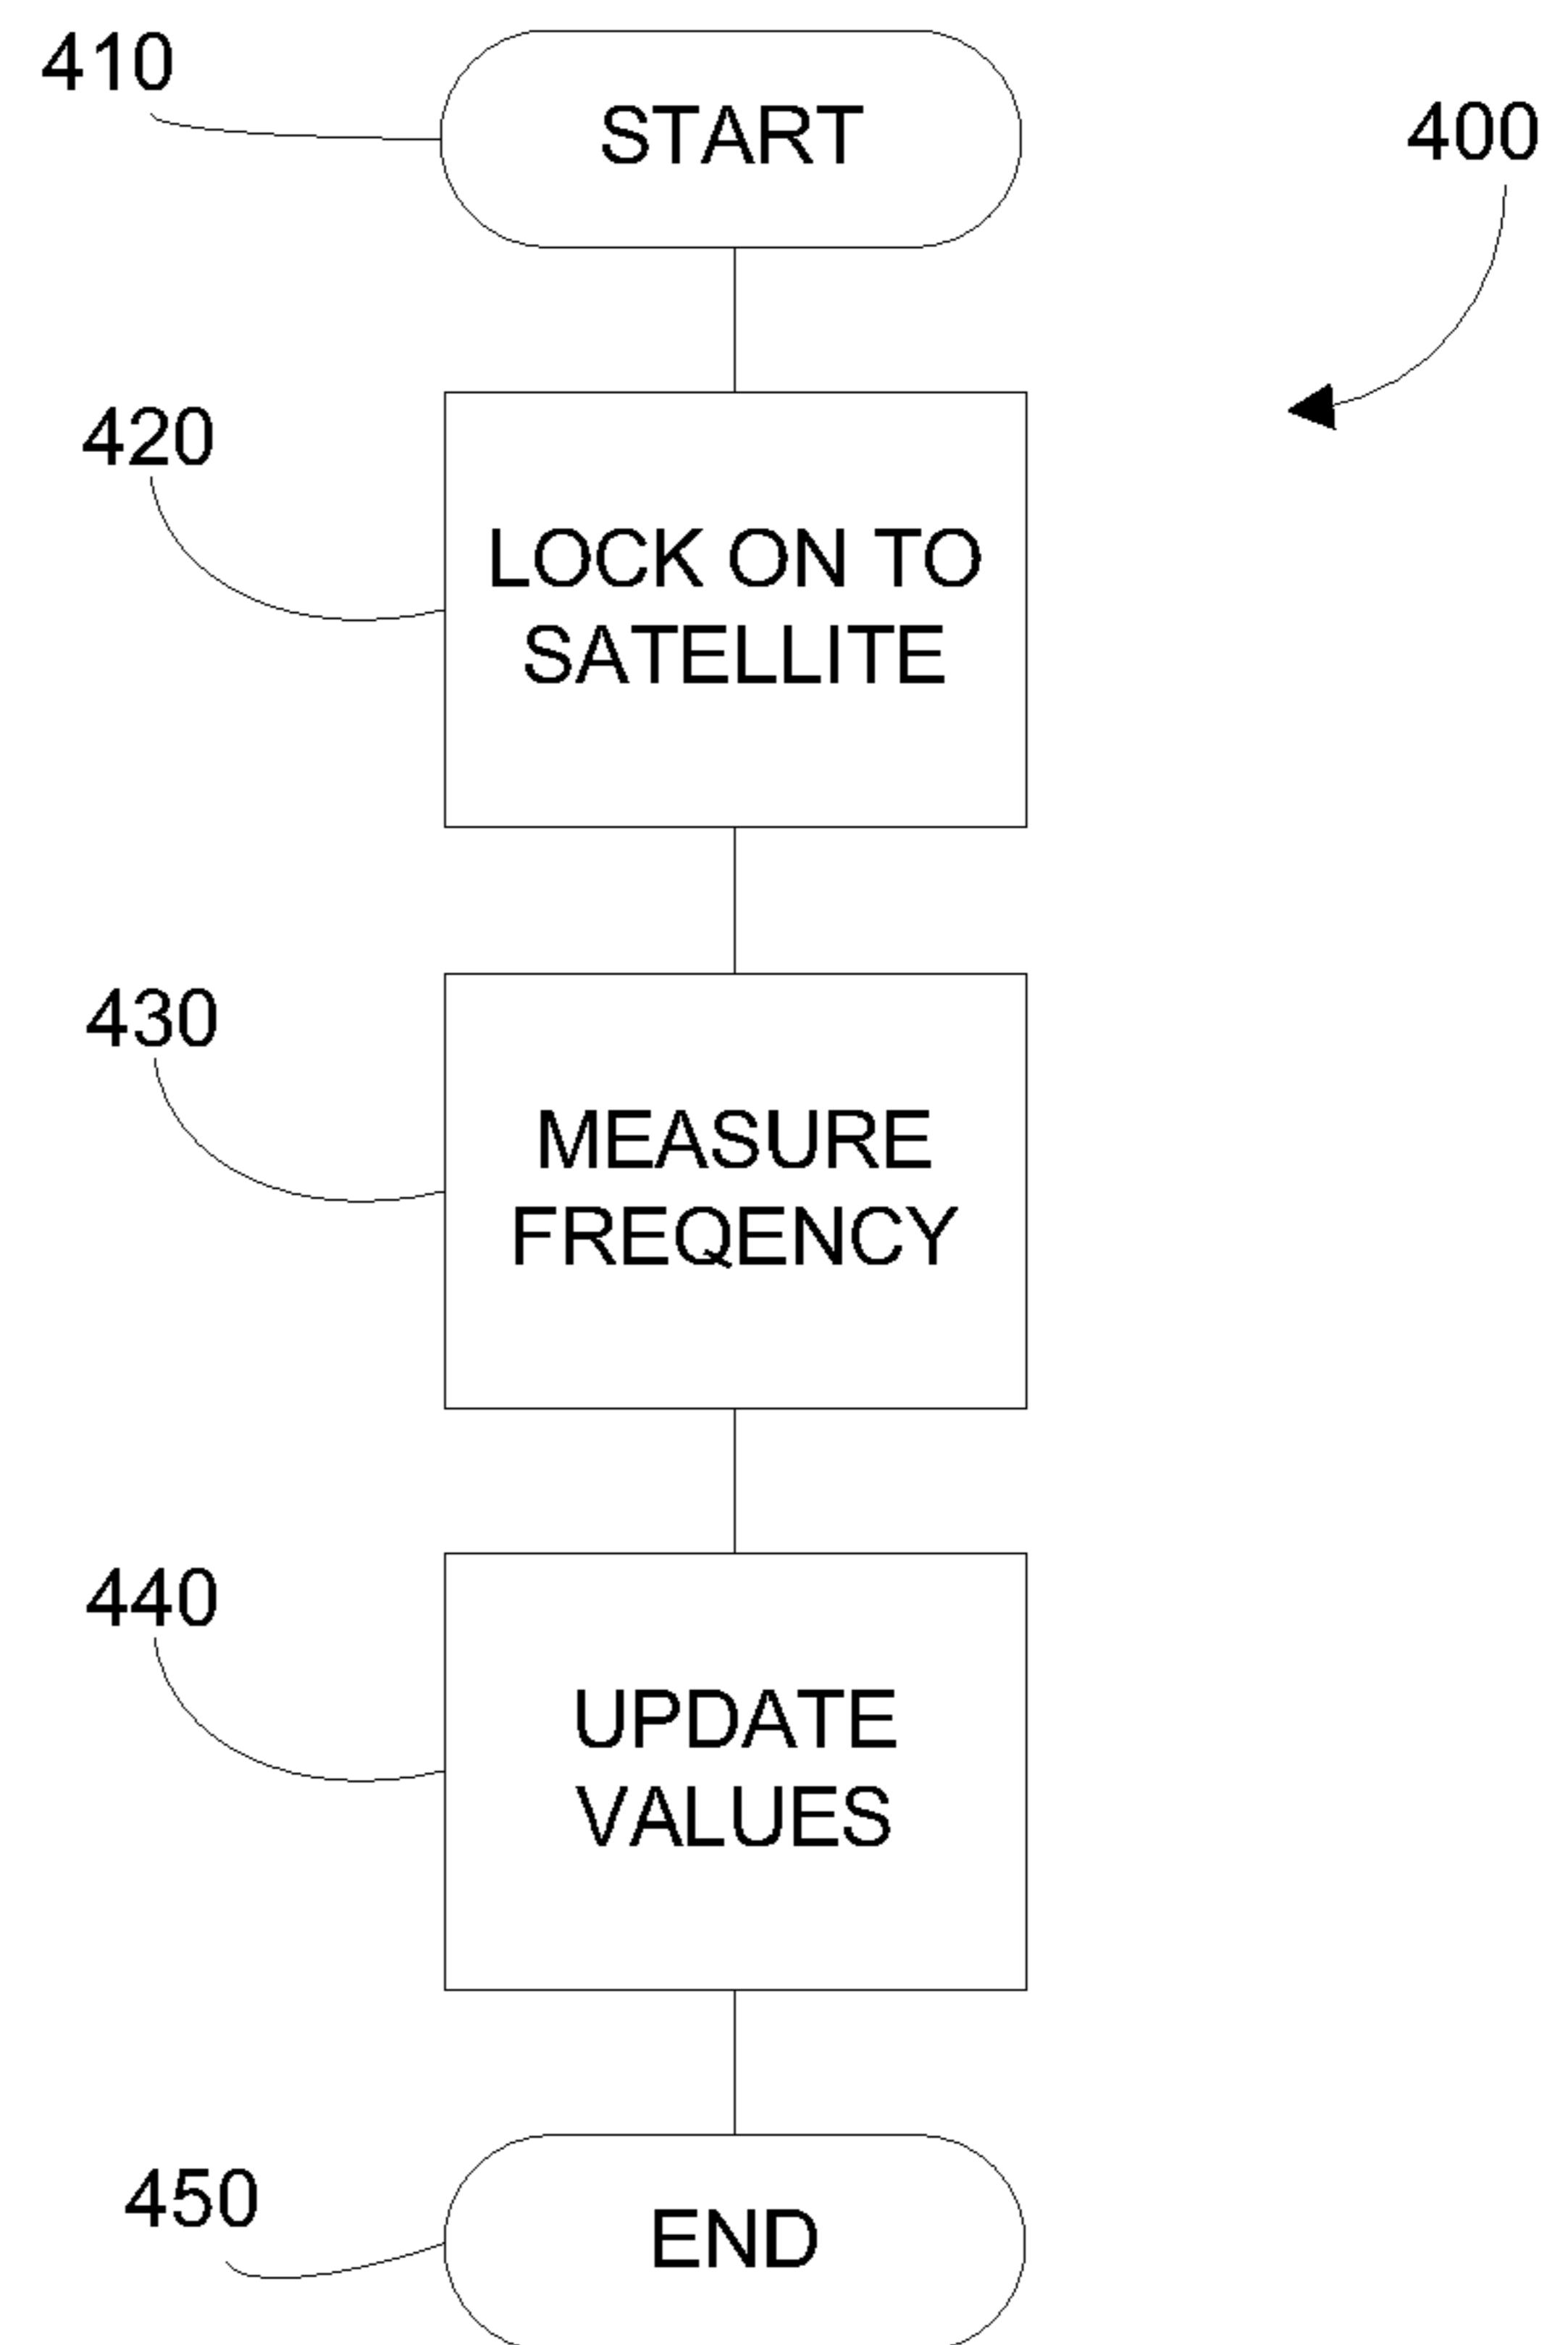 410
START
400
420
LOCK ON TO
SATELLITE
430
MEASURE
FREQENCY
440
UPDATE
VALUES
450
END